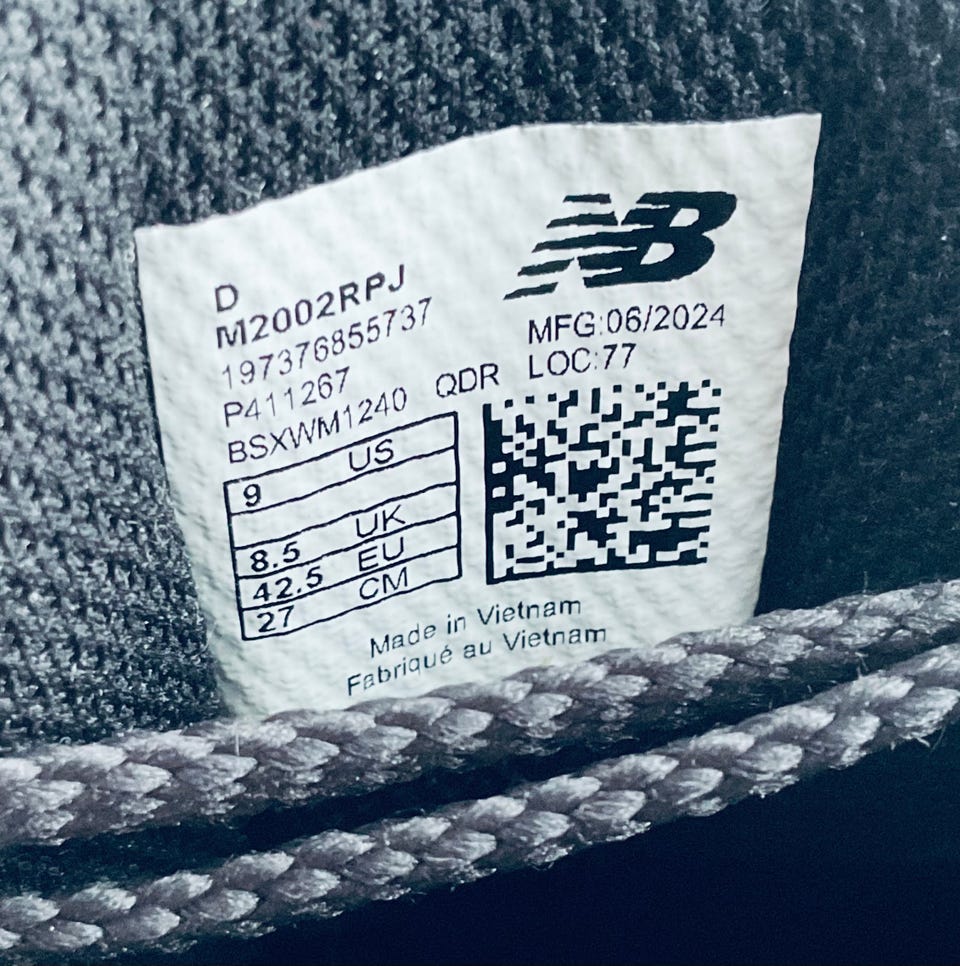 NB
D
M2002RPJ
197376855737
P411267
BSXWM1240 QDR
MFG:06/2024
LOC:77
9 US
8.5 UK
42.5 EU
27 CM
Made in Vietnam
Fabriqué au Vietnam